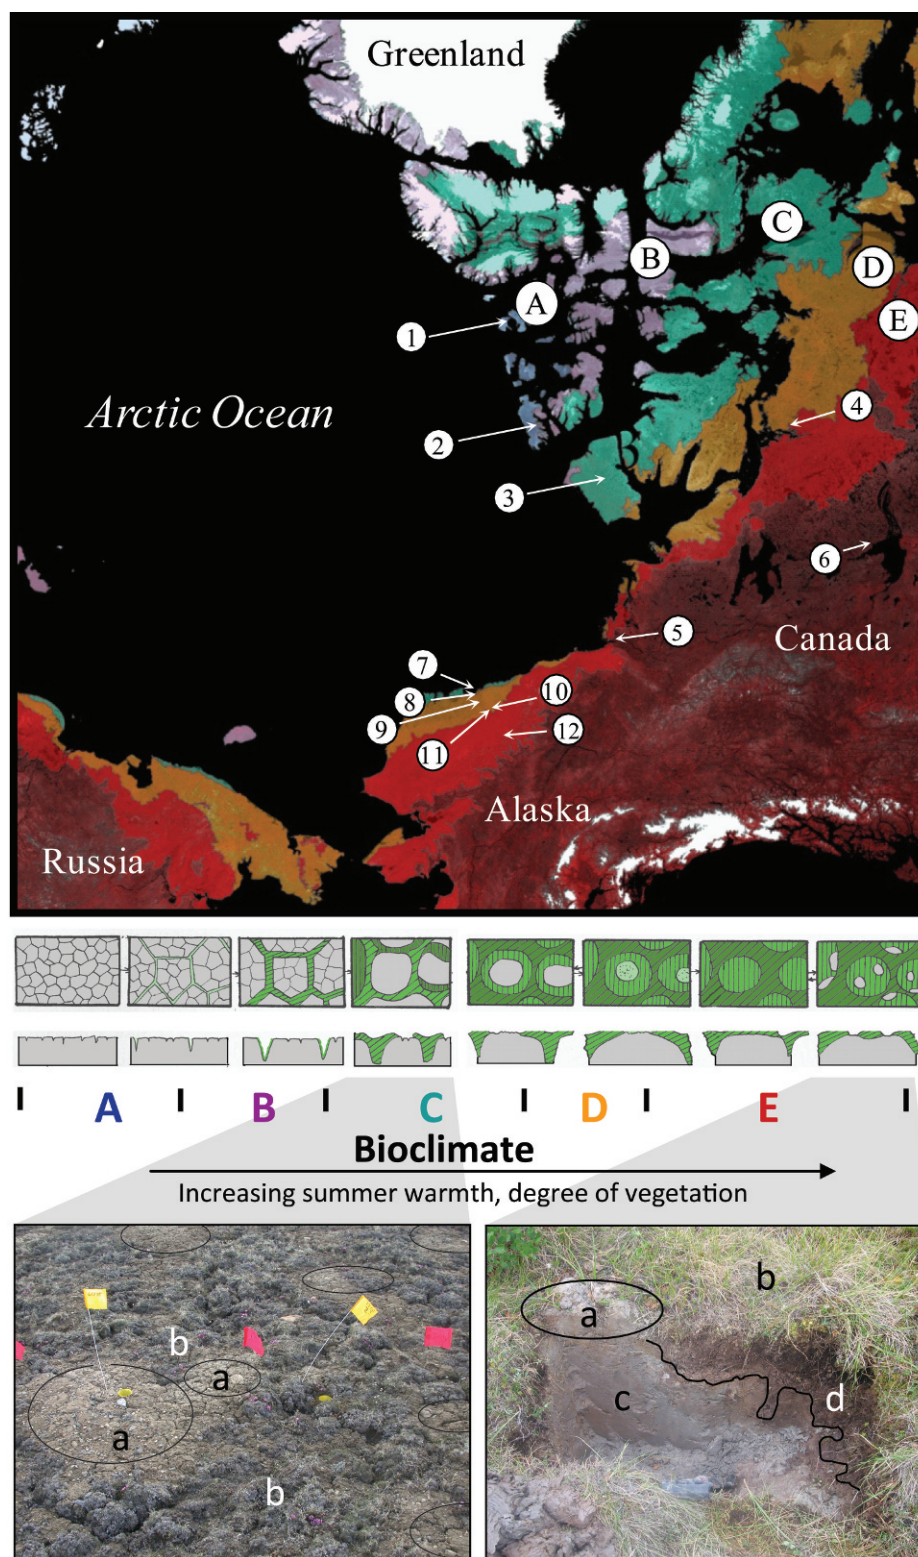 Greenland
C
B
D
A
E
1
Arctic Ocean
4
2
3
6
5
Canada
7
8
10
9
12
11
Alaska
Russia
A B C D E
Bioclimate
Increasing summer warmth, degree of vegetation
b
a
a
b
b
a
c
d